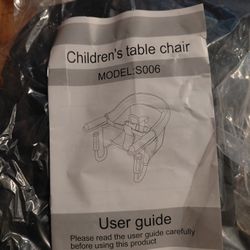 Children's table chair
MODEL:S006
User guide
Please read the user guide carefully
before using this product